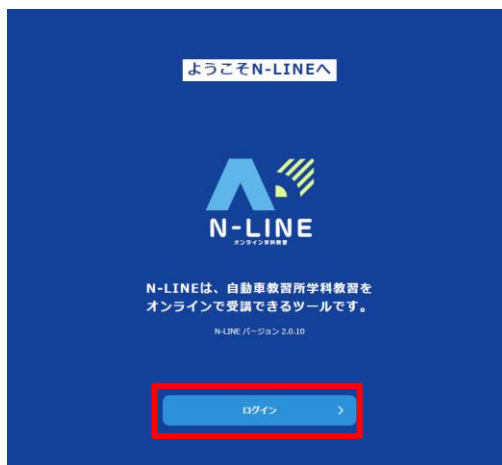 ようこそN-LINEへ
N-LINE
オンライン学科教習
N-LINEは、自動車教習所学科教習を
オンラインで受講できるツールです。
N-LINE バージョン 2.0.10
ログイン